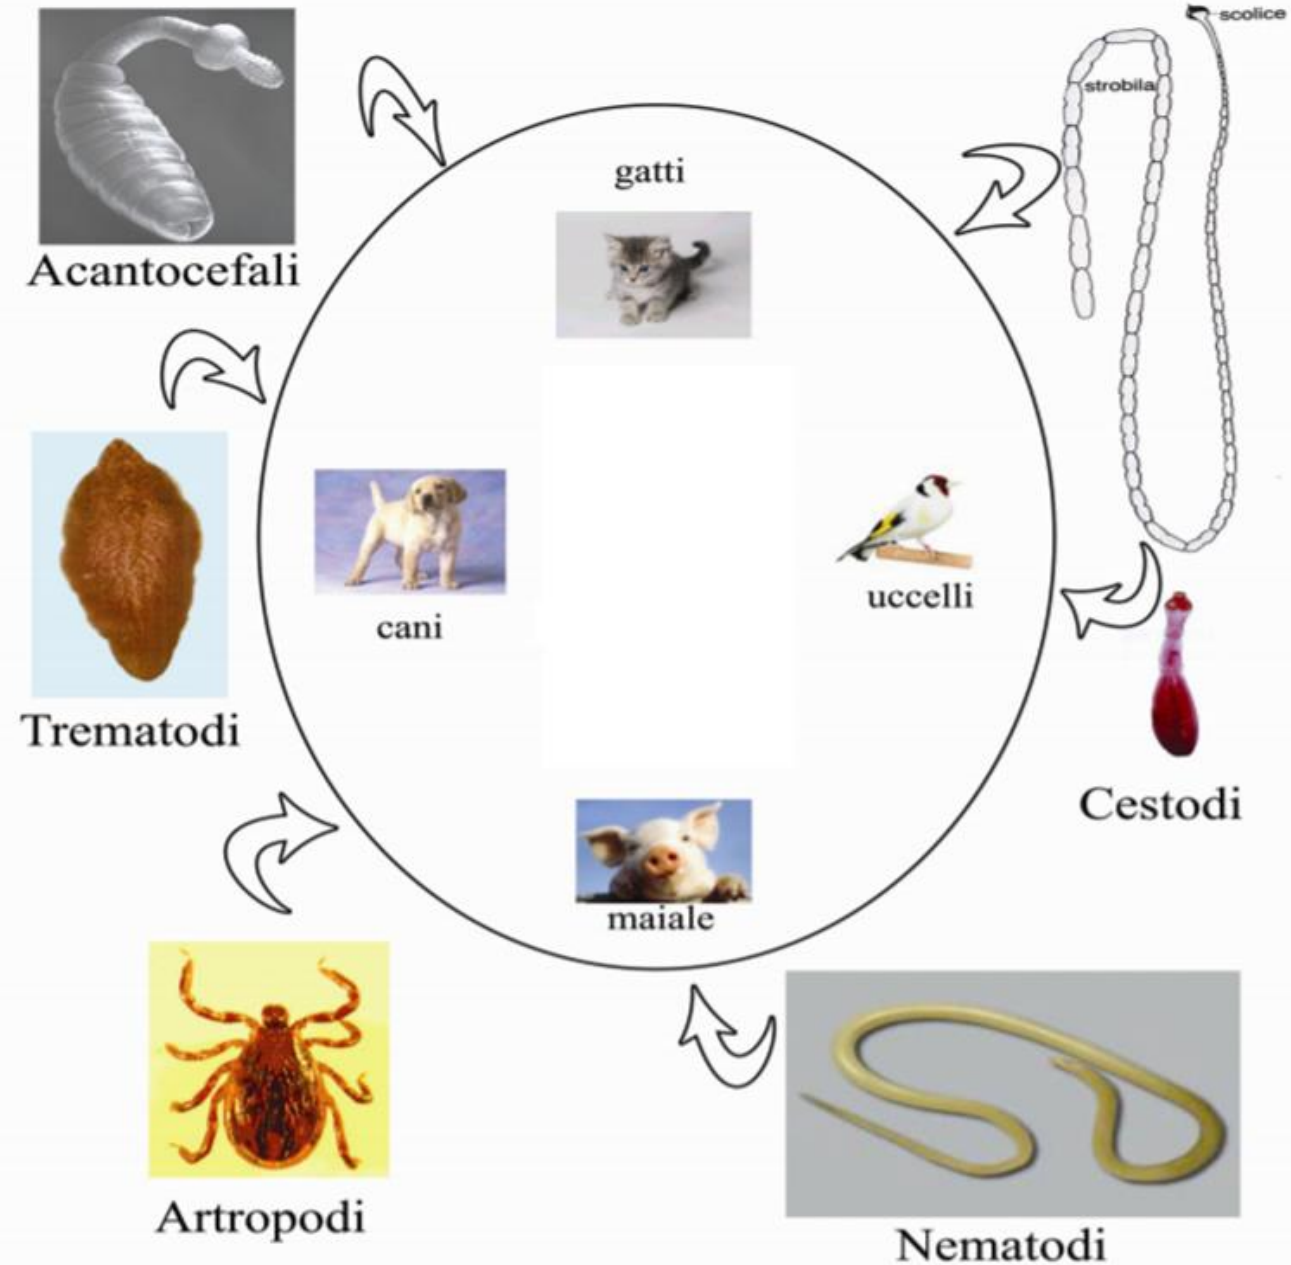 scolice
strobila
gatti
Acantocefali
cani
uccelli
Trematodi
Cestodi
maiale
Artropodi
Nematodi